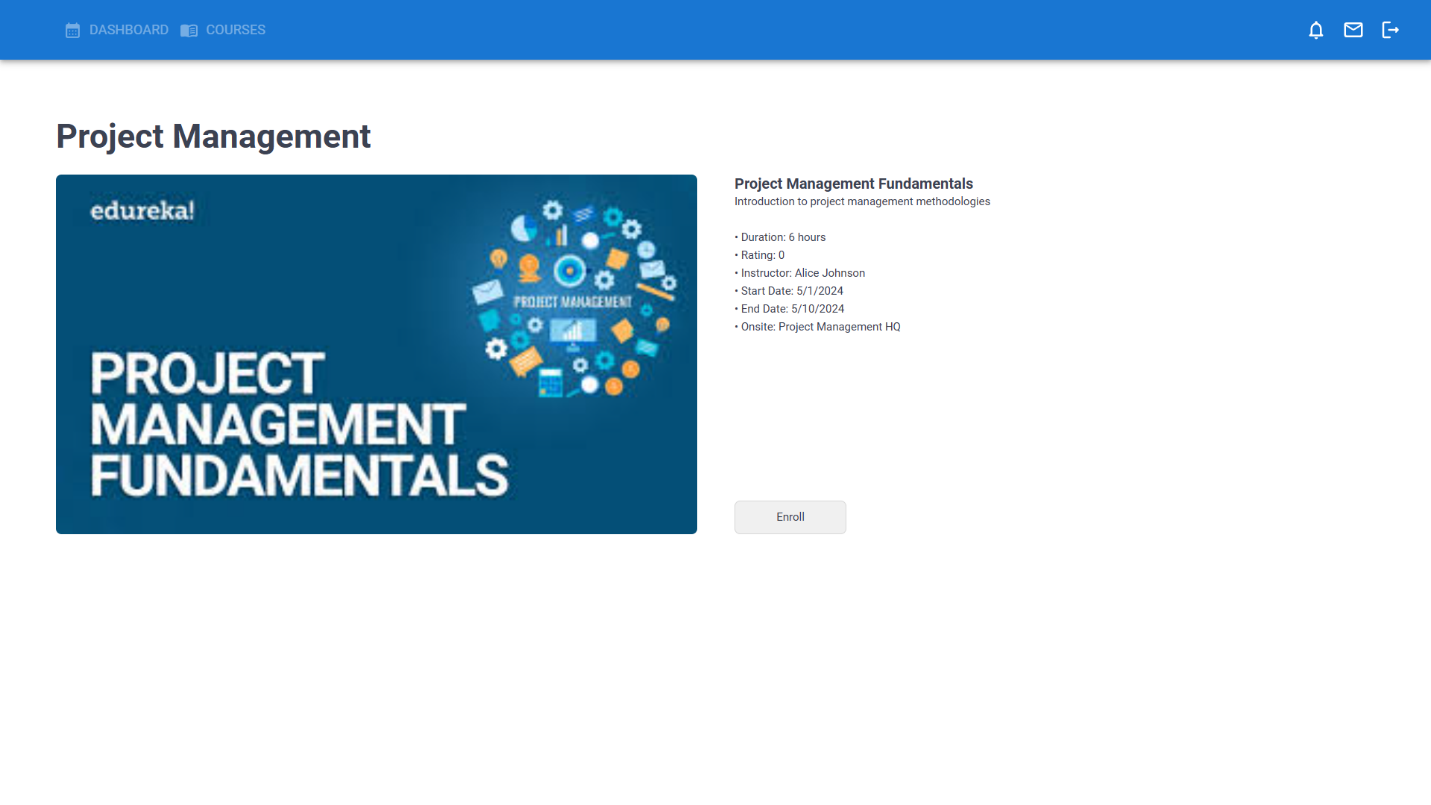 DASHBOARD COURSES
Project Management
edureka!
PROJECT MANAGEMENT
PROJECT
MANAGEMENT
FUNDAMENTALS
Project Management Fundamentals
Introduction to project management methodologies
• Duration: 6 hours
• Rating: 0
• Instructor: Alice Johnson
• Start Date: 5/1/2024
• End Date: 5/10/2024
• Onsite: Project Management HQ
Enroll